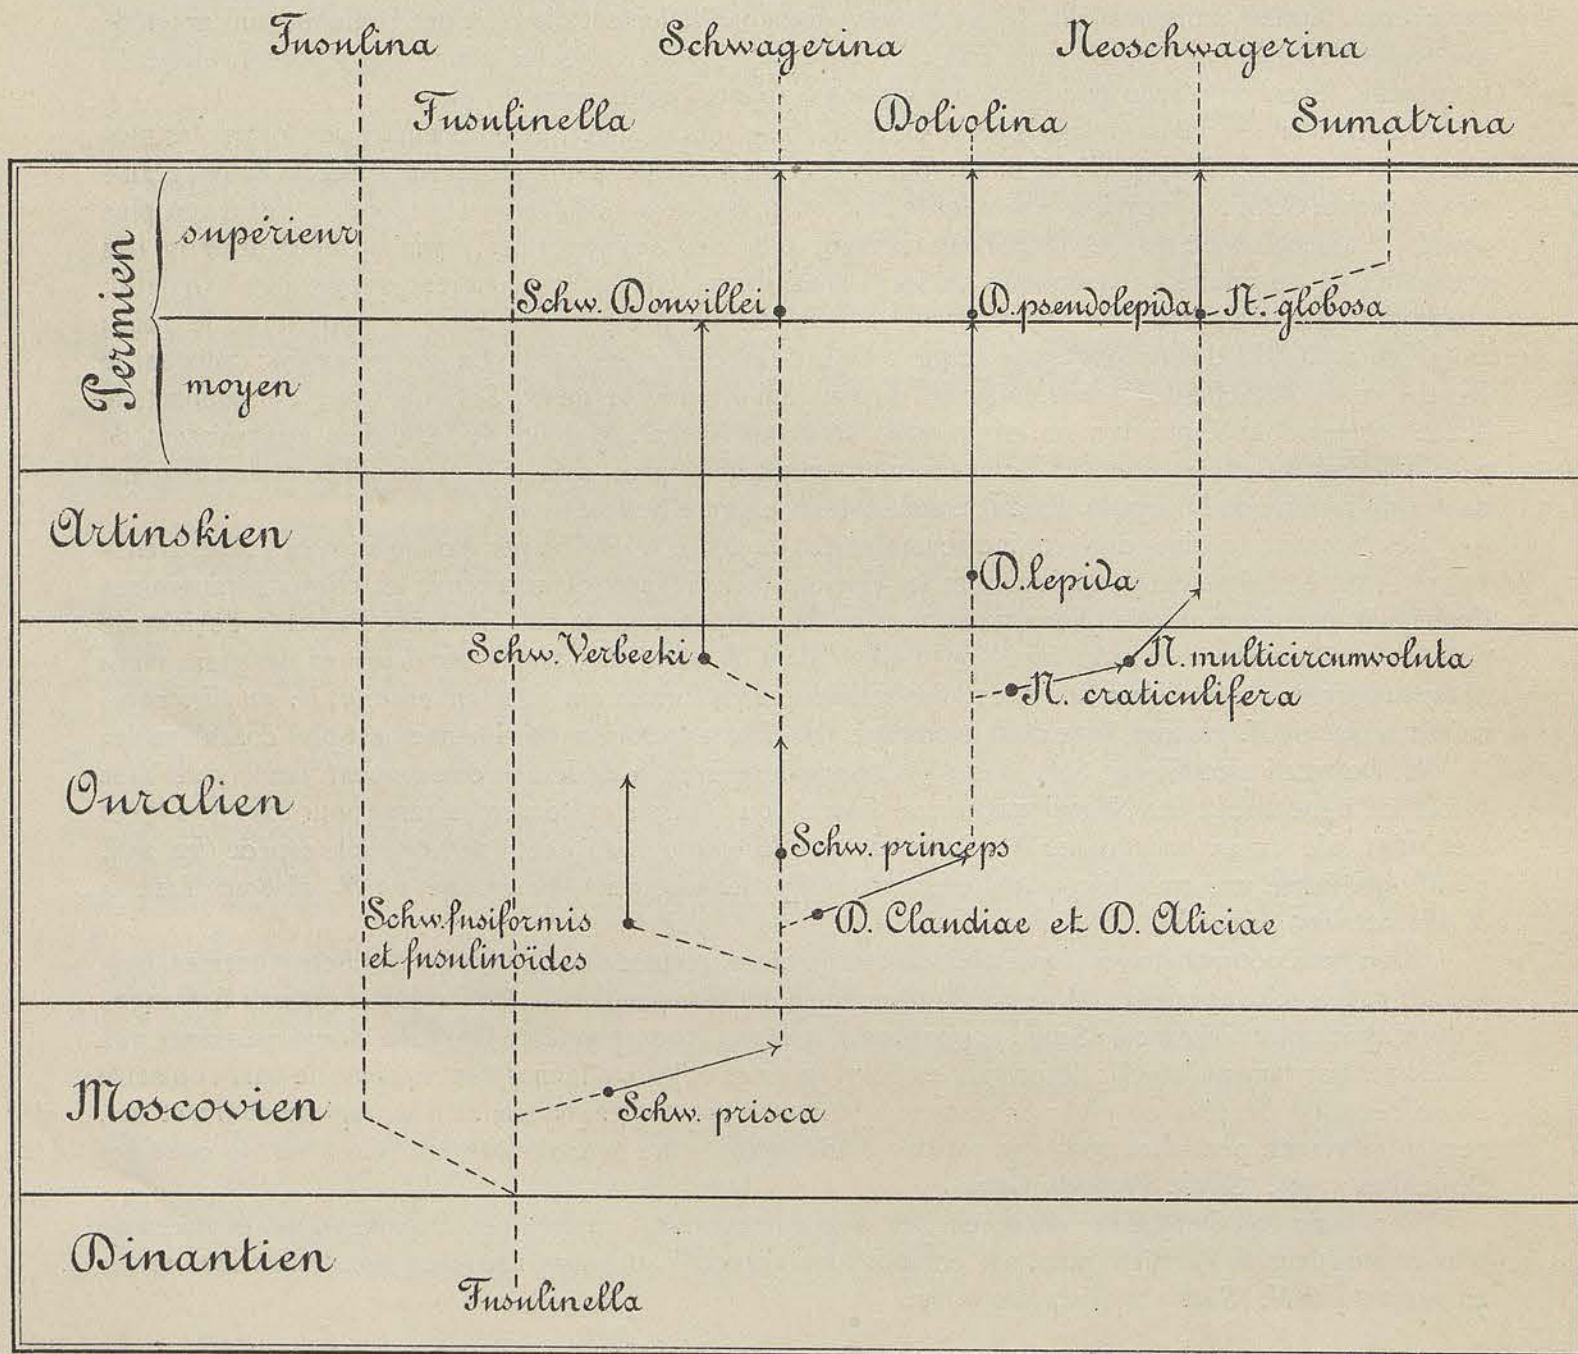 Fusulina Schwagerina Neoschwagerina
Fusulinella Doliolina Sumatrina
Permien
supérieur
Schw. Douvillei D. pseudolepida N. globosa
moyen
Artinskien
D. lepida
Schw. Verbeeki N. multicircumvoluta
N. craticulifera
Ouralien
Schw. princeps
Schw. fusiformis D. Claudiae et D. Aliciae
et fusulinoïdes
Moscovien
Schw. prisca
Dinantien
Fusulinella